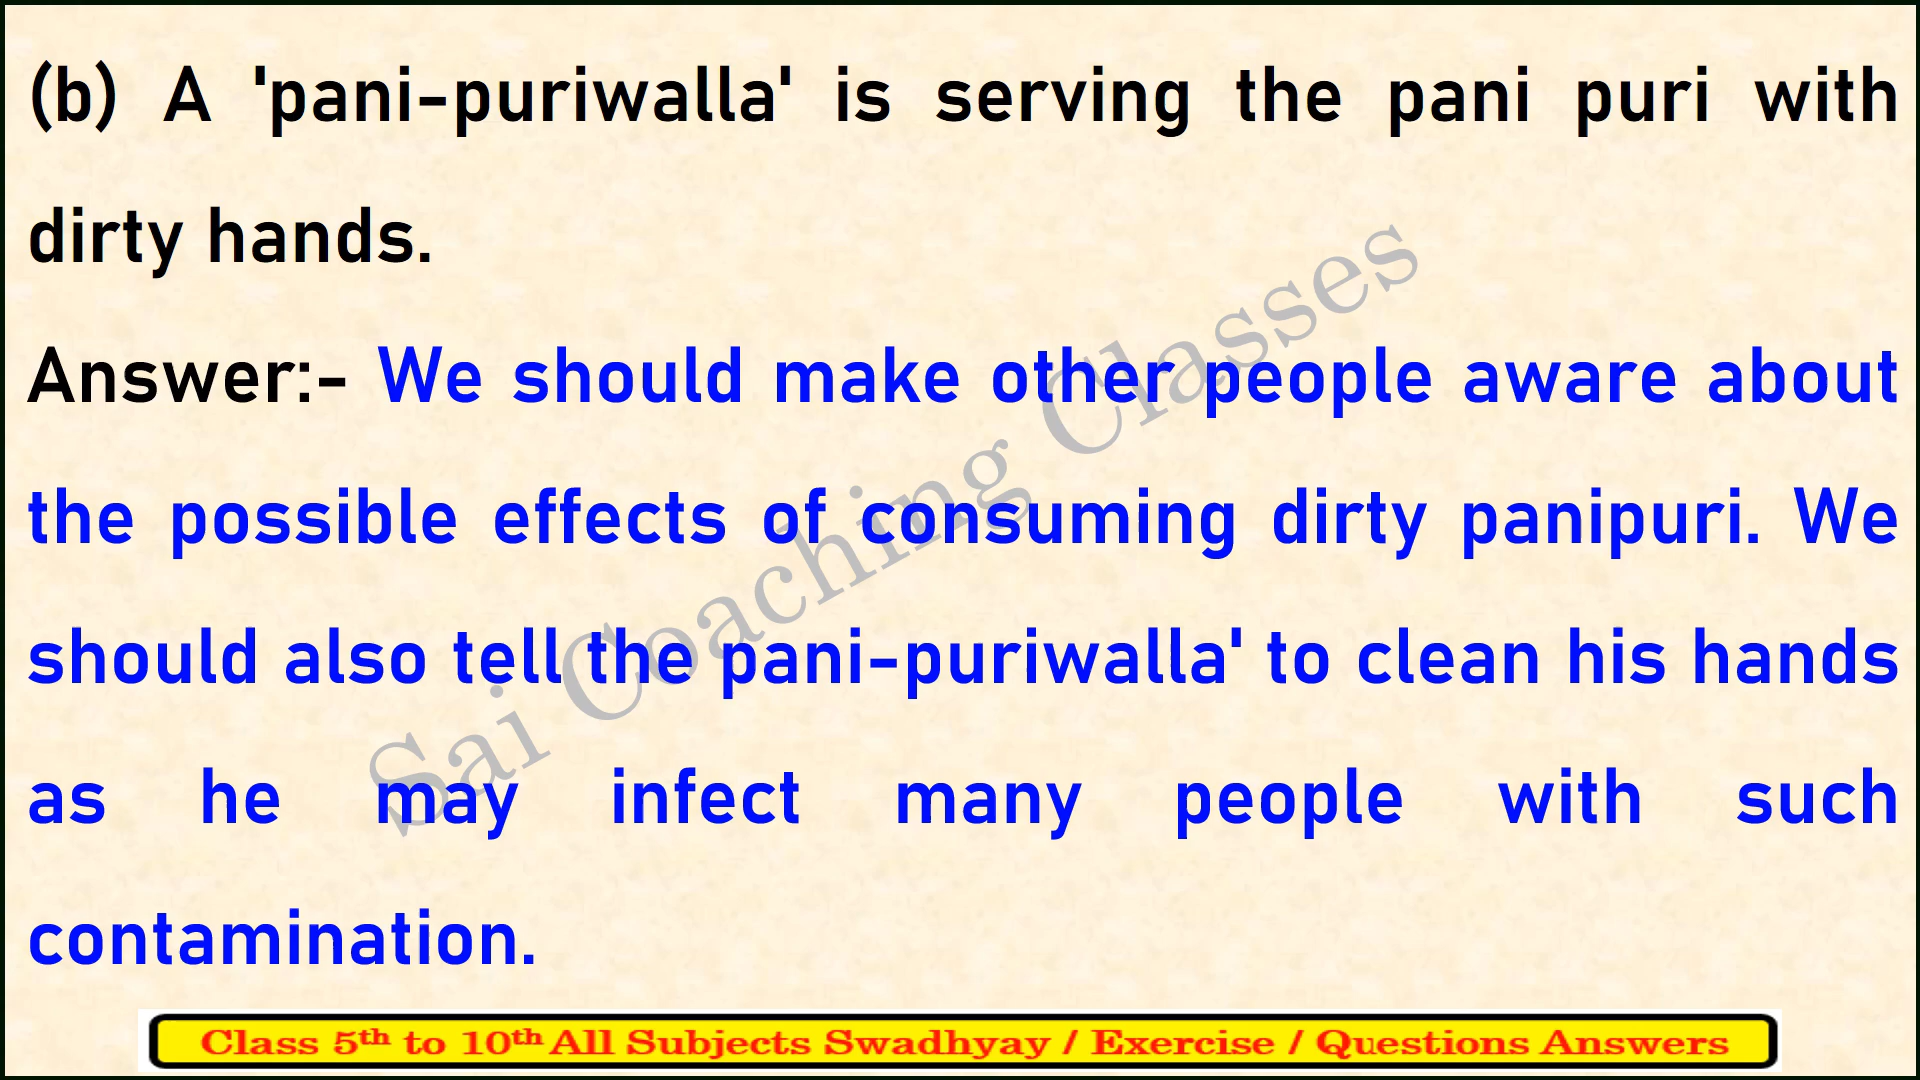 (b) A 'pani-puriwalla' is serving the pani puri with
dirty hands.
Answer:- We should make other people aware about
the possible effects of consuming dirty panipuri. We
should also tell the pani-puriwalla' to clean his hands
as he may infect many people with such
contamination.
Sai Coaching Classes
Class 5th to 10th All Subjects Swadhyay / Exercise / Questions Answers